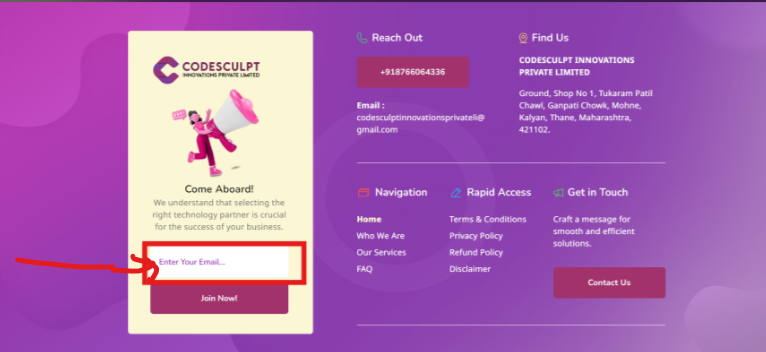 CODESCULPT
INNOVATIONS PRIVATE LIMITED
Come Aboard!
We understand that selecting the
right technology partner is crucial
for the success of your business.
Enter Your Email...
Join Now!
Reach Out
+918766064336
Email :
codesculptinnovationsprivateli@
gmail.com
Find Us
CODESCULPT INNOVATIONS
PRIVATE LIMITED
Ground, Shop No 1, Tukaram Patil
Chawl, Ganpati Chowk, Mohne,
Kalyan, Thane, Maharashtra,
421102.
Navigation
Home
Who We Are
Our Services
FAQ
Rapid Access
Terms & Conditions
Privacy Policy
Refund Policy
Disclaimer
Get in Touch
Craft a message for
smooth and efficient
solutions.
Contact Us